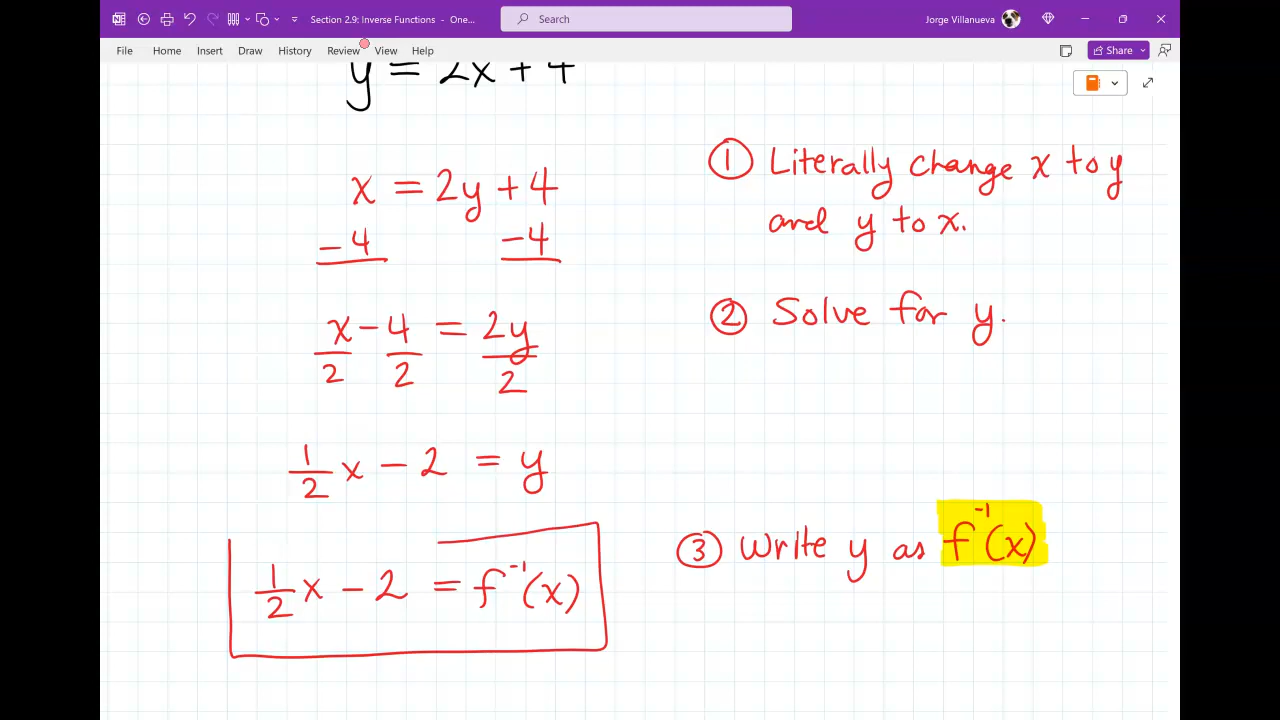 Section 2.9: Inverse Functions - One...
Search
Jorge Villanueva
File Home Insert Draw History Review View Help
Share
y = 2x + 4
x = 2y + 4
-4 -4
x - 4 = 2y
2 2 2
1/2 x - 2 = y
1/2 x - 2 = f⁻¹(x)
① Literally change x to y
and y to x.
② Solve for y.
③ Write y as f⁻¹(x)